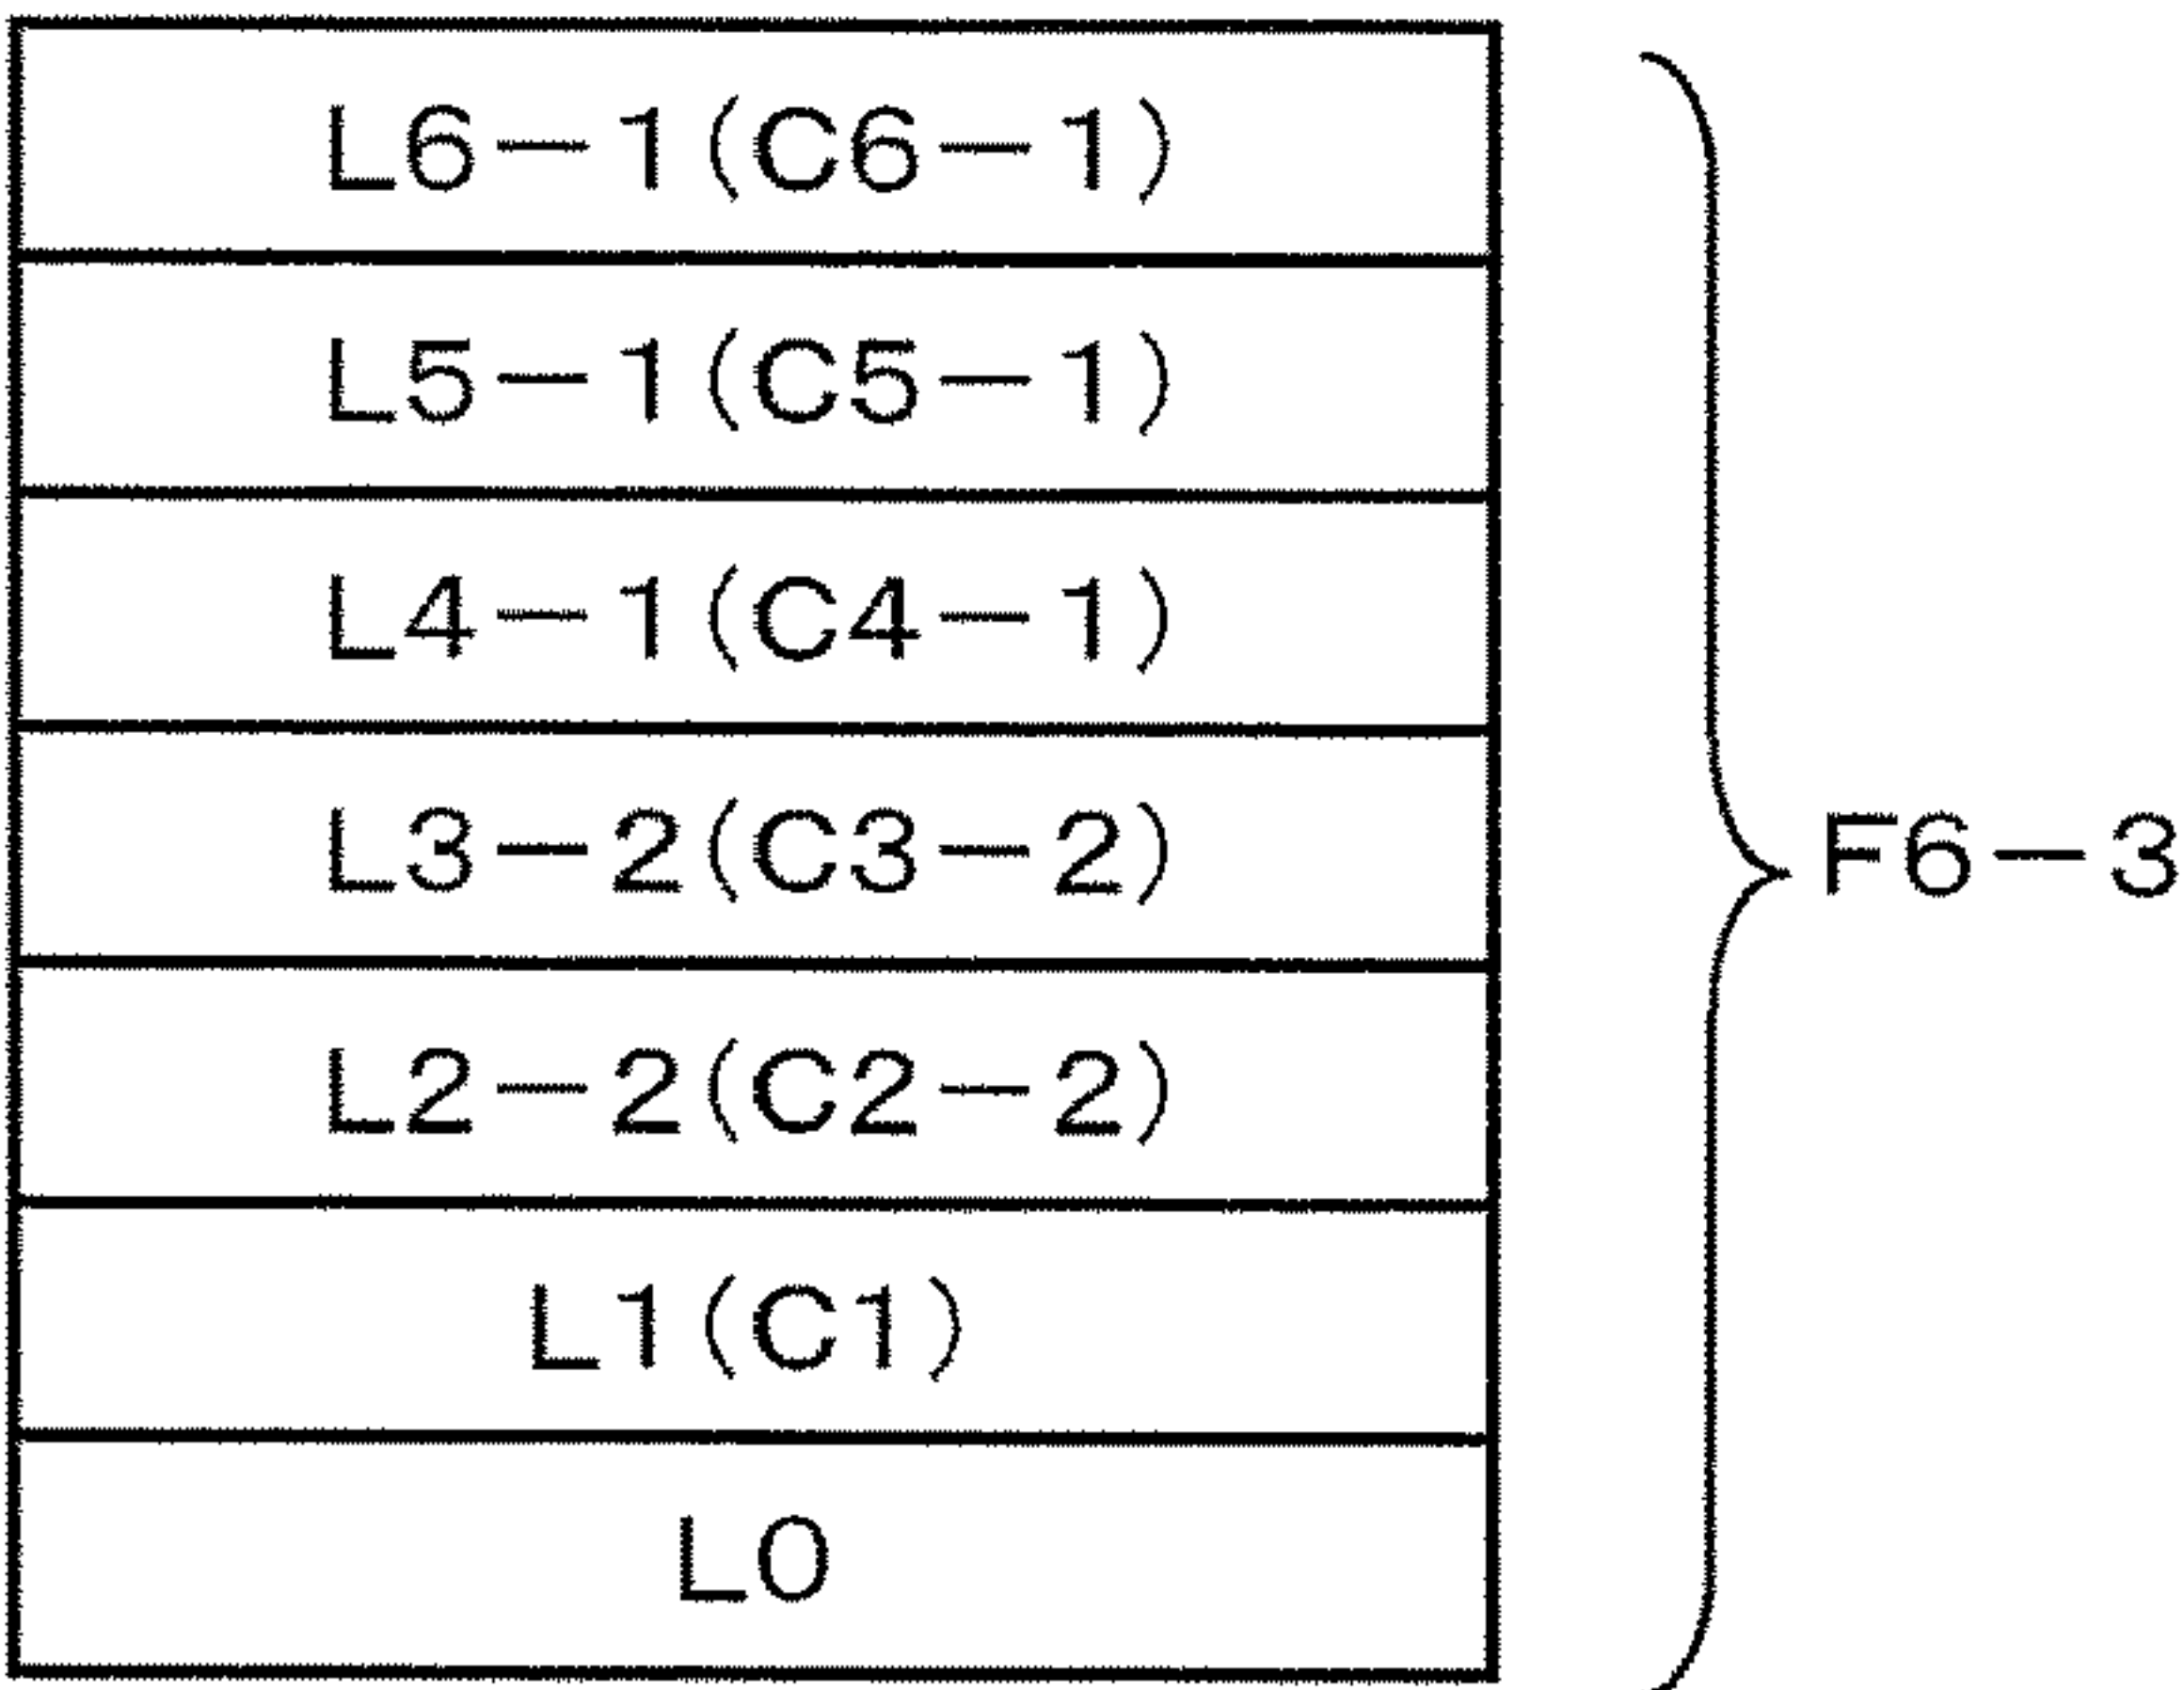 L6-1(C6-1)
L5-1(C5-1)
L4-1(C4-1)
L3-2(C3-2)
F6-3
L2-2(C2-2)
L1(C1)
L0